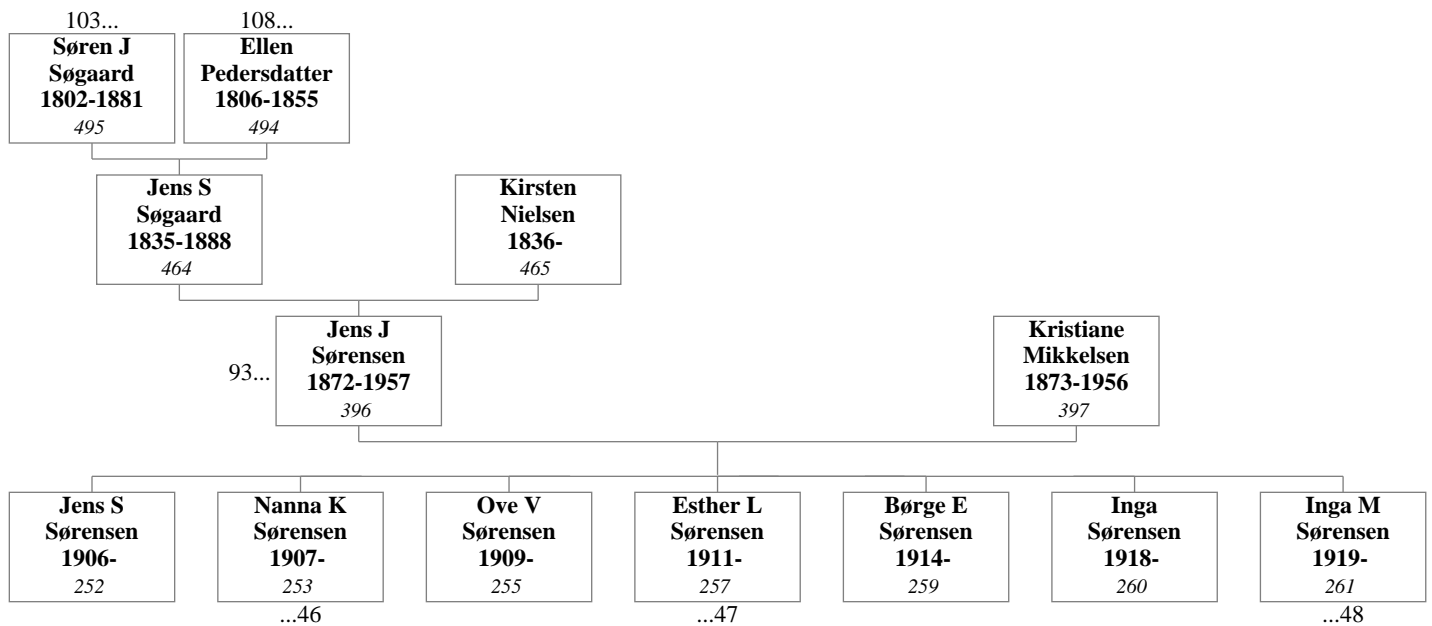 103...
108...
Søren J
Søgaard
1802-1881
495
Ellen
Pedersdatter
1806-1855
494
Jens S
Søgaard
1835-1888
464
Kirsten
Nielsen
1836-
465
93...
Jens J
Sørensen
1872-1957
396
Kristiane
Mikkelsen
1873-1956
397
Jens S
Sørensen
1906-
252
Nanna K
Sørensen
1907-
253
...46
Ove V
Sørensen
1909-
255
Esther L
Sørensen
1911-
257
...47
Børge E
Sørensen
1914-
259
Inga
Sørensen
1918-
260
Inga M
Sørensen
1919-
261
...48